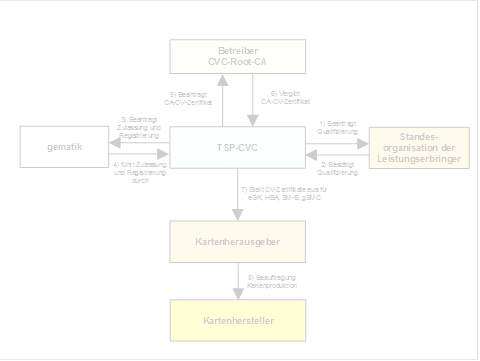 Betreiber
CVC-Root-CA
5) Beantragt
CA-CV-Zertifikat
6) Vergibt
CA-CV-Zertifikat
3) Beantragt
Zulassung und
Registrierung
1) Beantragt
Qualifizierung
gematik
TSP-CVC
Standes-
organisation der
Leistungserbringer
4) führt Zulassung
und Registrierung
durch
2) Bestätigt
Qualifizierung
7) Stellt CV-Zertifikate aus für
eGK, HBA, SM-B, gSMC
Kartenherausgeber
8) Beauftragung
Kartenproduktion
Kartenhersteller